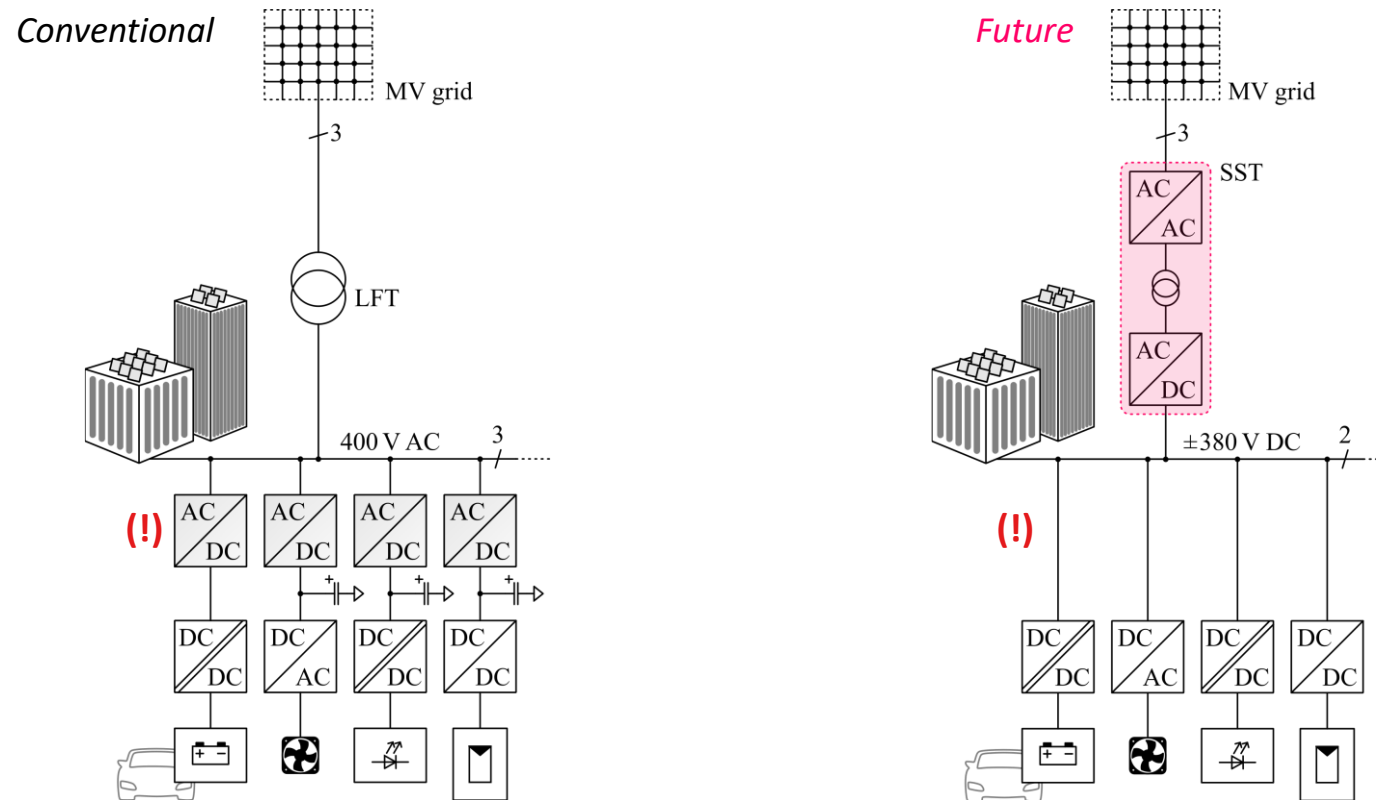 Conventional
Future
MV grid
MV grid
3
3
SST
AC
AC
LFT
AC
DC
400 V AC
3
±380 V DC
2
(!)
AC
DC
AC
DC
AC
DC
AC
DC
(!)
+
+
+
DC
DC
DC
AC
DC
DC
DC
DC
DC
DC
DC
AC
DC
DC
DC
DC
+ −
+ −